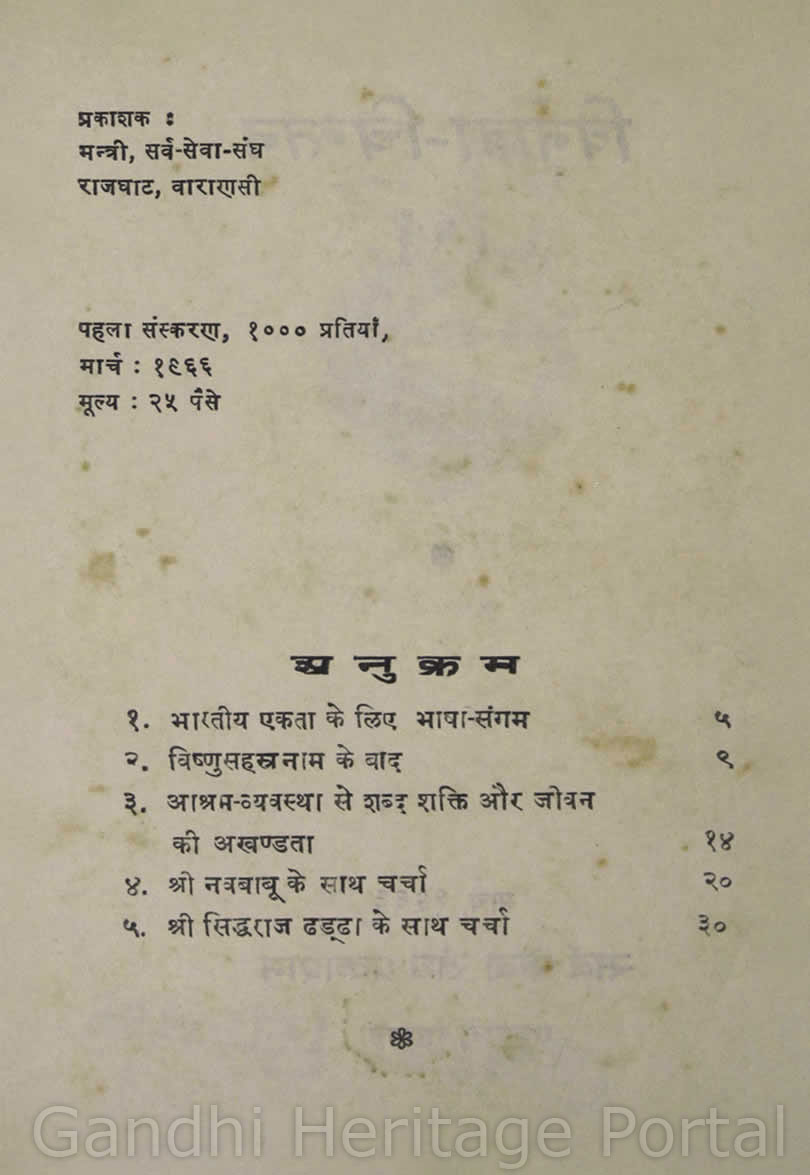 प्रकाशक :
मन्त्री, सर्व-सेवा-संघ
राजघाट, वाराणसी
पहला संस्करण, १००० प्रतियाँ,
मार्च : १९६६
मूल्य : २५ पैसे
अनुक्रम
१. भारतीय एकता के लिए भाषा-संगम ५
२. विष्णुसहस्रनाम के बाद ९
३. आश्रम-व्यवस्था से शब्द शक्ति और जीवन
की अखण्डता १४
४. श्री नवबाबू के साथ चर्चा २०
५. श्री सिद्धराज ढड्ढा के साथ चर्चा ३०
Gandhi Heritage Portal